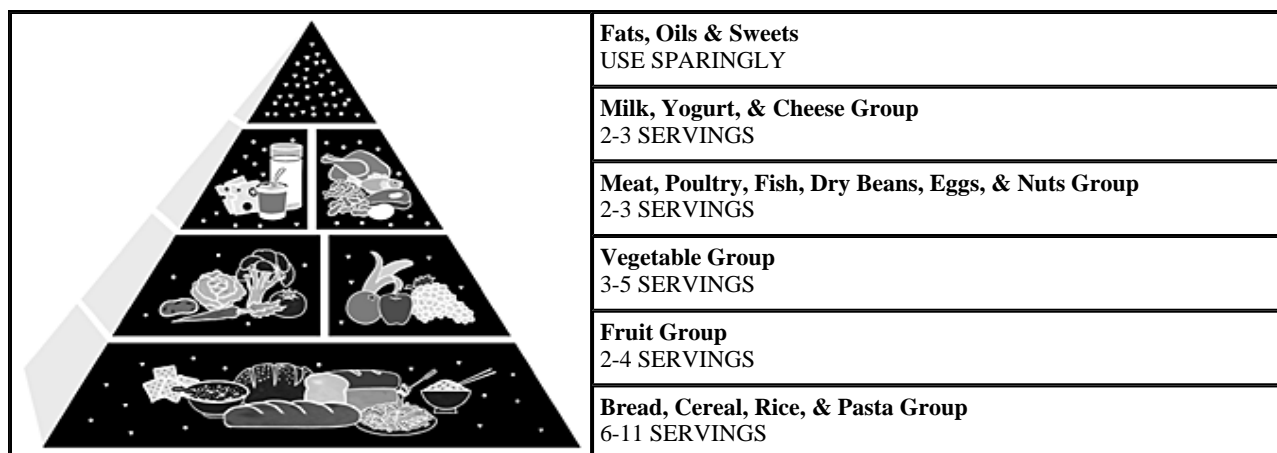 Fats, Oils & Sweets
USE SPARINGLY
Milk, Yogurt, & Cheese Group
2-3 SERVINGS
Meat, Poultry, Fish, Dry Beans, Eggs, & Nuts Group
2-3 SERVINGS
Vegetable Group
3-5 SERVINGS
Fruit Group
2-4 SERVINGS
Bread, Cereal, Rice, & Pasta Group
6-11 SERVINGS